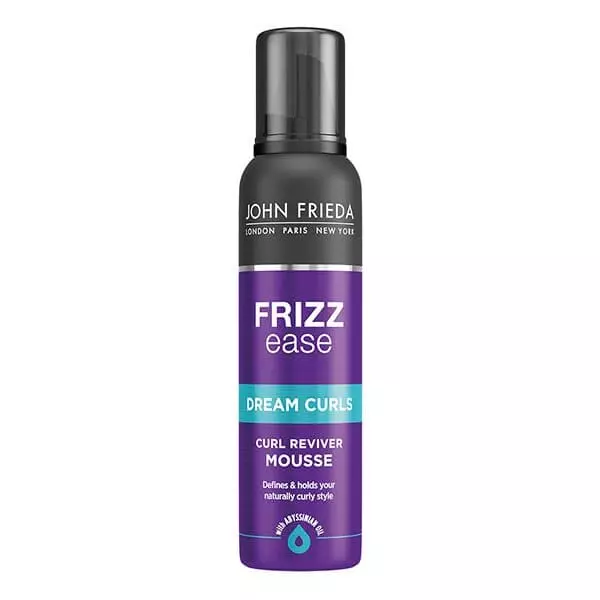 JOHN FRIEDA
LONDON PARIS NEW YORK
FRIZZ
ease
DREAM CURLS
CURL REVIVER
MOUSSE
Defines & holds your
naturally curly style
with ABYSSINIAN OIL